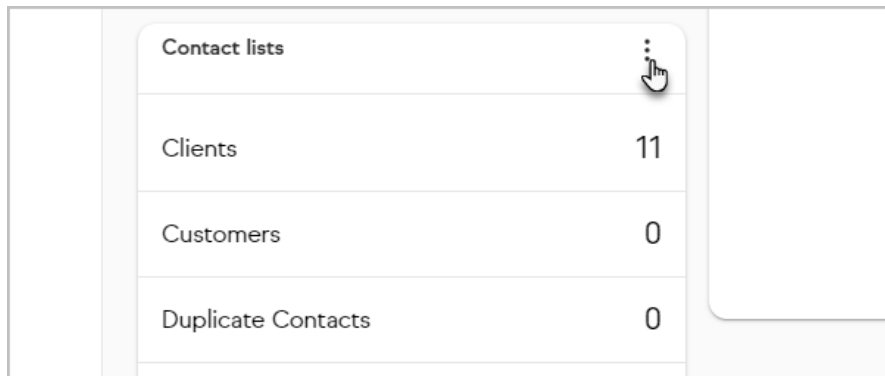 Contact lists
Clients 11
Customers 0
Duplicate Contacts 0